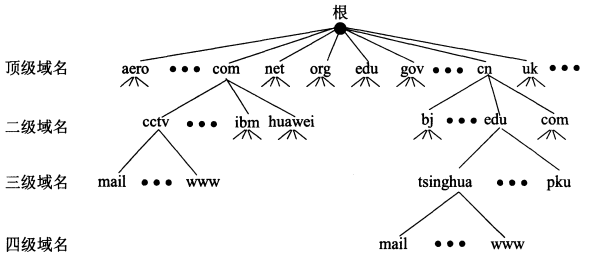 根
顶级域名 aero ●●● com net org edu gov ●●● cn uk ●●●
二级域名 cctv ●●● ibm huawei bj ●●● edu com
三级域名 mail ●●● www tsinghua ●●● pku
四级域名 mail ●●● www